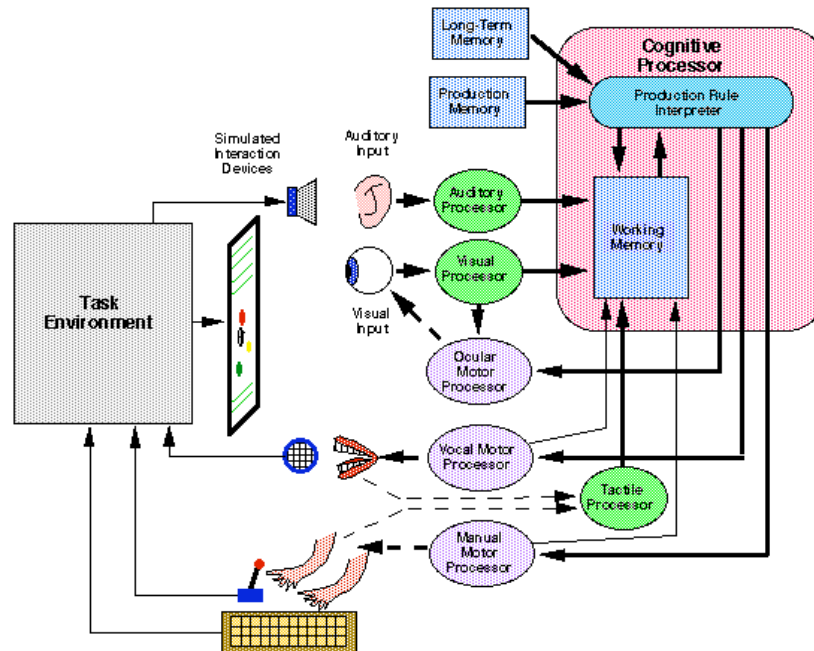 Long-Term
Memory
Cognitive
Processor
Production
Memory
Production Rule
Interpreter
Simulated
Interaction
Devices
Auditory
Input
Auditory
Processor
Working
Memory
Visual
Processor
Task
Environment
Visual
Input
Ocular
Motor
Processor
Vocal Motor
Processor
Tactile
Processor
Manual
Motor
Processor